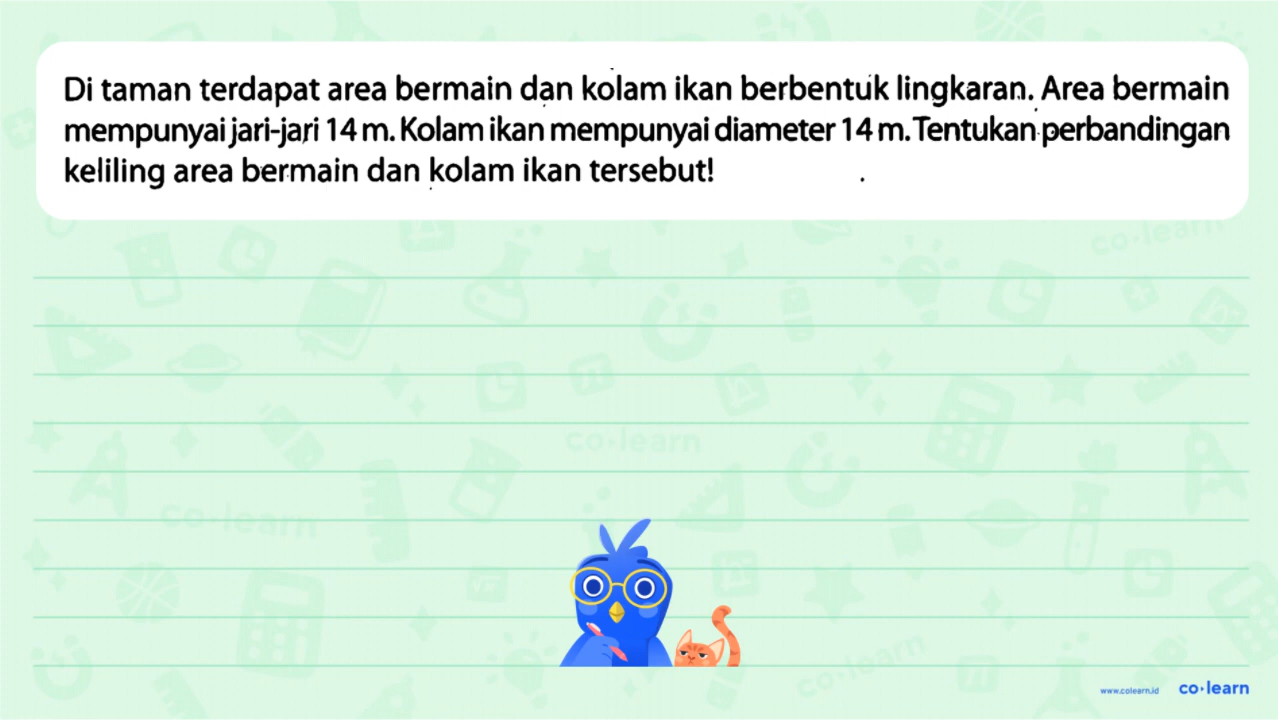 Di taman terdapat area bermain dan kolam ikan berbentuk lingkaran. Area bermain
mempunyai jari-jari 14 m. Kolam ikan mempunyai diameter 14 m. Tentukan perbandingan
keliling area bermain dan kolam ikan tersebut!
co·learn
co·learn
co·learn
co·learn
www.colearn.id co·learn